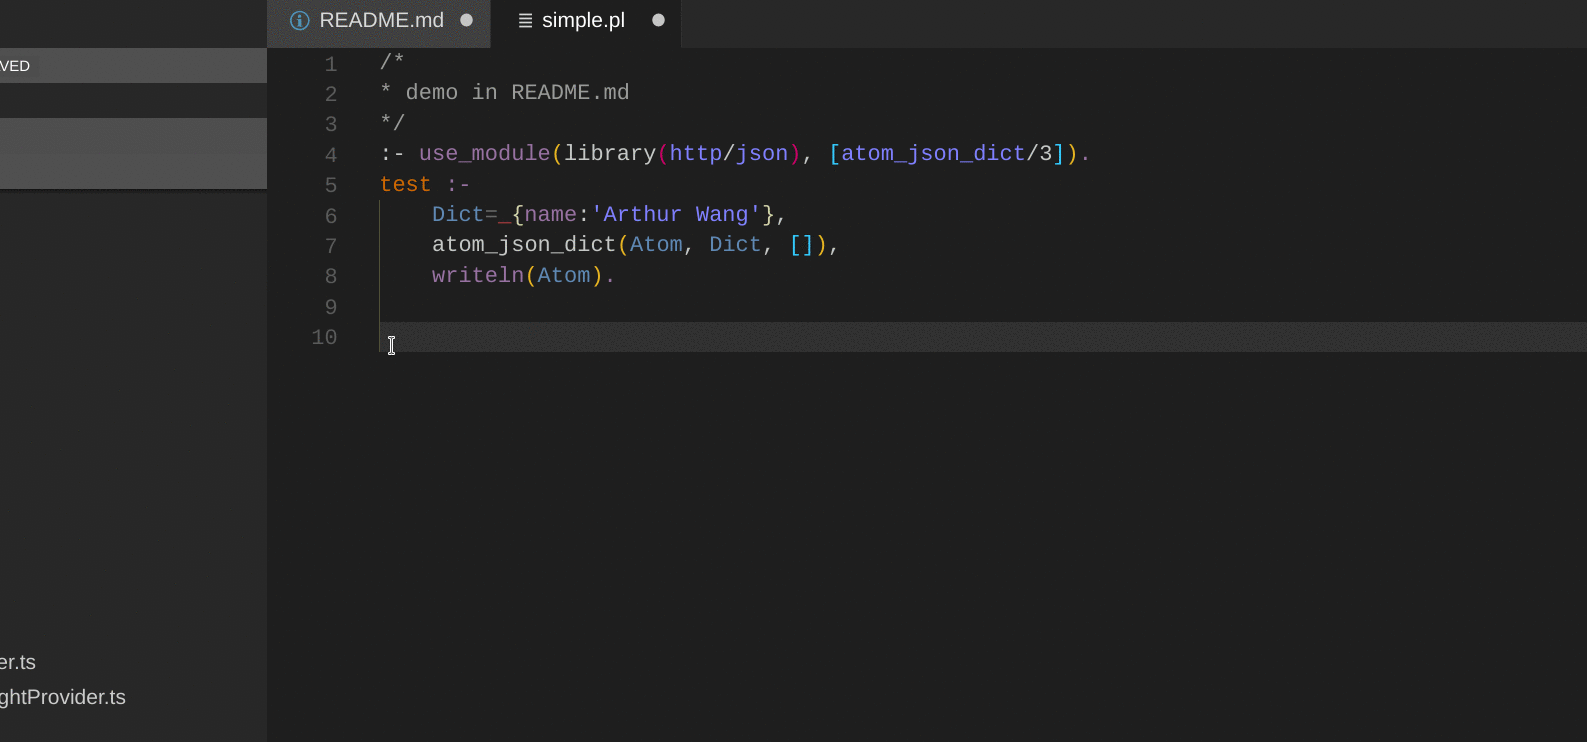 README.md simple.pl
VED
1 /*
2 * demo in README.md
3 */
4 :- use_module(library(http/json), [atom_json_dict/3]).
5 test :-
6     Dict=_{name:'Arthur Wang'},
7     atom_json_dict(Atom, Dict, []),
8     writeln(Atom).
9
10
er.ts
ghtProvider.ts